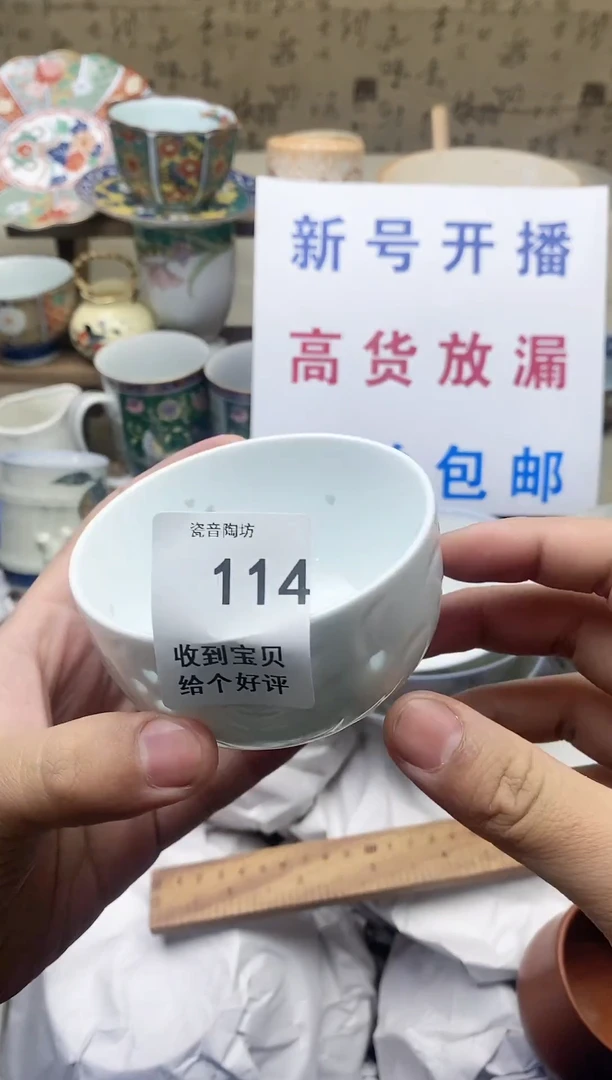 新号开播
高货放漏
包邮
瓷音陶坊
114
收到宝贝
给个好评